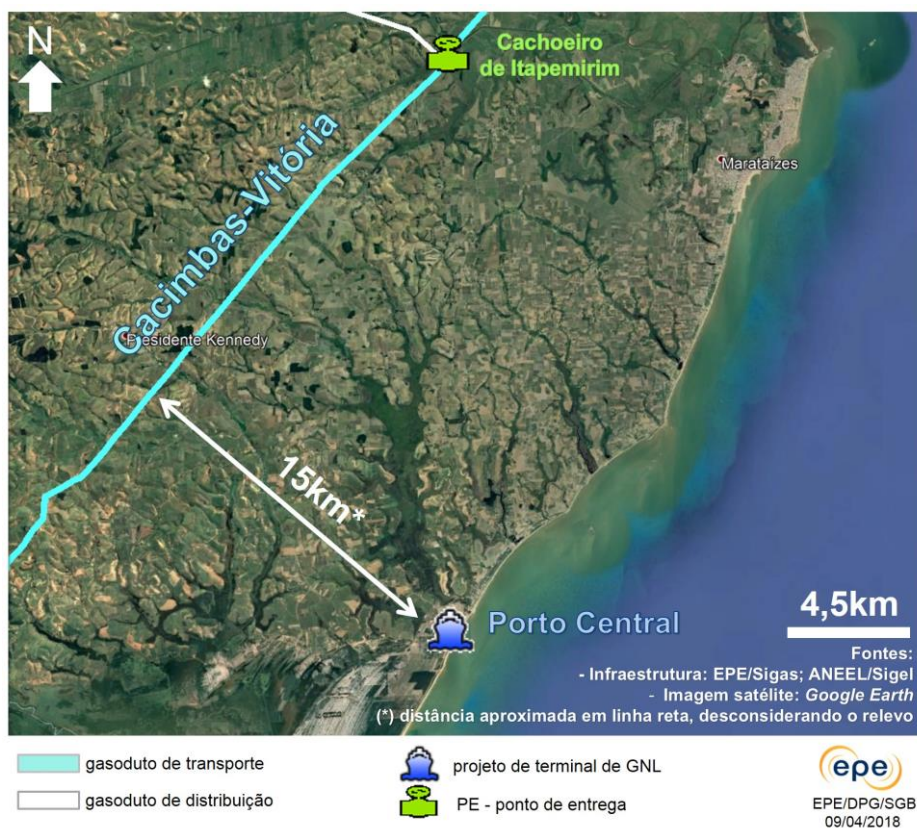 N
Cachoeiro
de Itapemirim
Marataízes
Cacimbas-Vitória
Presidente Kennedy
15km*
Porto Central
4,5km
Fontes:
- Infraestrutura: EPE/Sigas; ANEEL/Sigel
- Imagem satélite: Google Earth
(*) distância aproximada em linha reta, desconsiderando o relevo
gasoduto de transporte
projeto de terminal de GNL
gasoduto de distribuição
PE - ponto de entrega
epe
EPE/DPG/SGB
09/04/2018